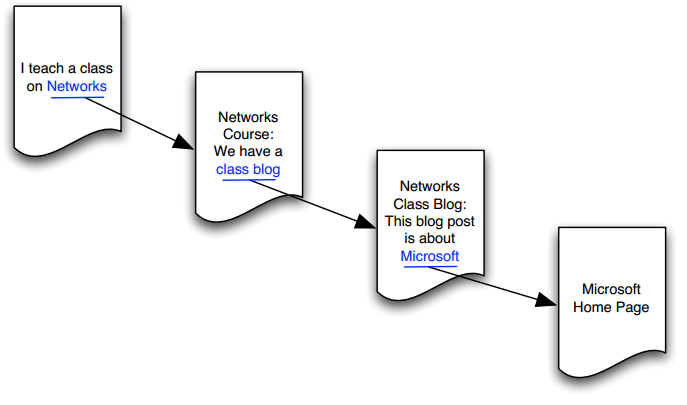 I teach a class
on Networks
Networks
Course:
We have a
class blog
Networks
Class Blog:
This blog post
is about
Microsoft
Microsoft
Home Page